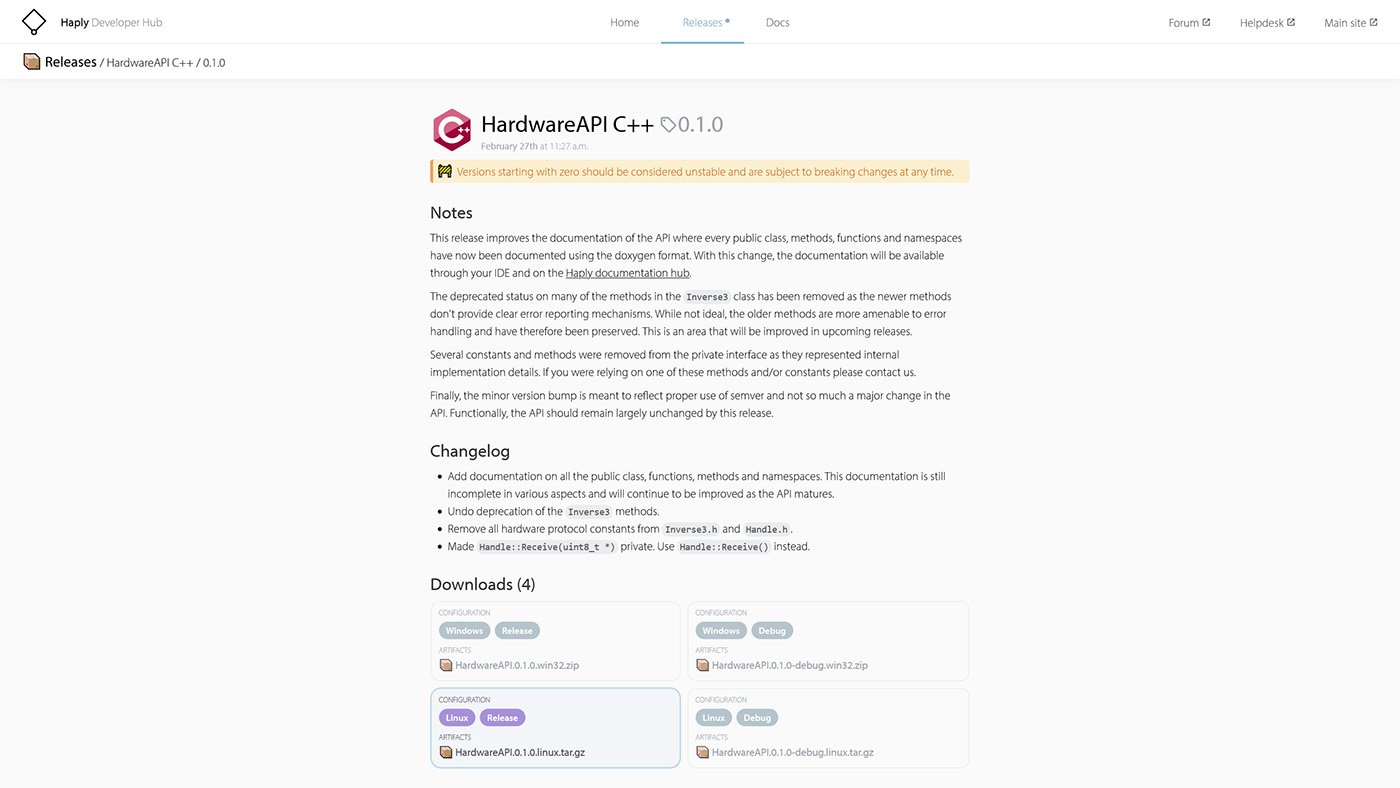 Haply Developer Hub
Home
Releases
Docs
Forum
Helpdesk
Main site
Releases / HardwareAPI C++ / 0.1.0
C++
HardwareAPI C++ 0.1.0
February 27th at 11:27 a.m.
Versions starting with zero should be considered unstable and are subject to breaking changes at any time.
Notes
This release improves the documentation of the API where every public class, methods, functions and namespaces
have now been documented using the doxygen format. With this change, the documentation will be available
through your IDE and on the Haply documentation hub.
The deprecated status on many of the methods in the Inverse3 class has been removed as the newer methods
don't provide clear error reporting mechanisms. While not ideal, the older methods are more amenable to error
handling and have therefore been preserved. This is an area that will be improved in upcoming releases.
Several constants and methods were removed from the private interface as they represented internal
implementation details. If you were relying on one of these methods and/or constants please contact us.
Finally, the minor version bump is meant to reflect proper use of semver and not so much a major change in the
API. Functionally, the API should remain largely unchanged by this release.
Changelog
• Add documentation on all the public class, functions, methods and namespaces. This documentation is still
incomplete in various aspects and will continue to be improved as the API matures.
• Undo deprecation of the Inverse3 methods.
• Remove all hardware protocol constants from Inverse3.h and Handle.h.
• Made Handle::Receive(uint8_t *) private. Use Handle::Receive() instead.
Downloads (4)
CONFIGURATION
Windows Release
ARTIFACTS
HardwareAPI.0.1.0.win32.zip
CONFIGURATION
Windows Debug
ARTIFACTS
HardwareAPI.0.1.0-debug.win32.zip
CONFIGURATION
Linux Release
ARTIFACTS
HardwareAPI.0.1.0.linux.tar.gz
CONFIGURATION
Linux Debug
ARTIFACTS
HardwareAPI.0.1.0-debug.linux.tar.gz